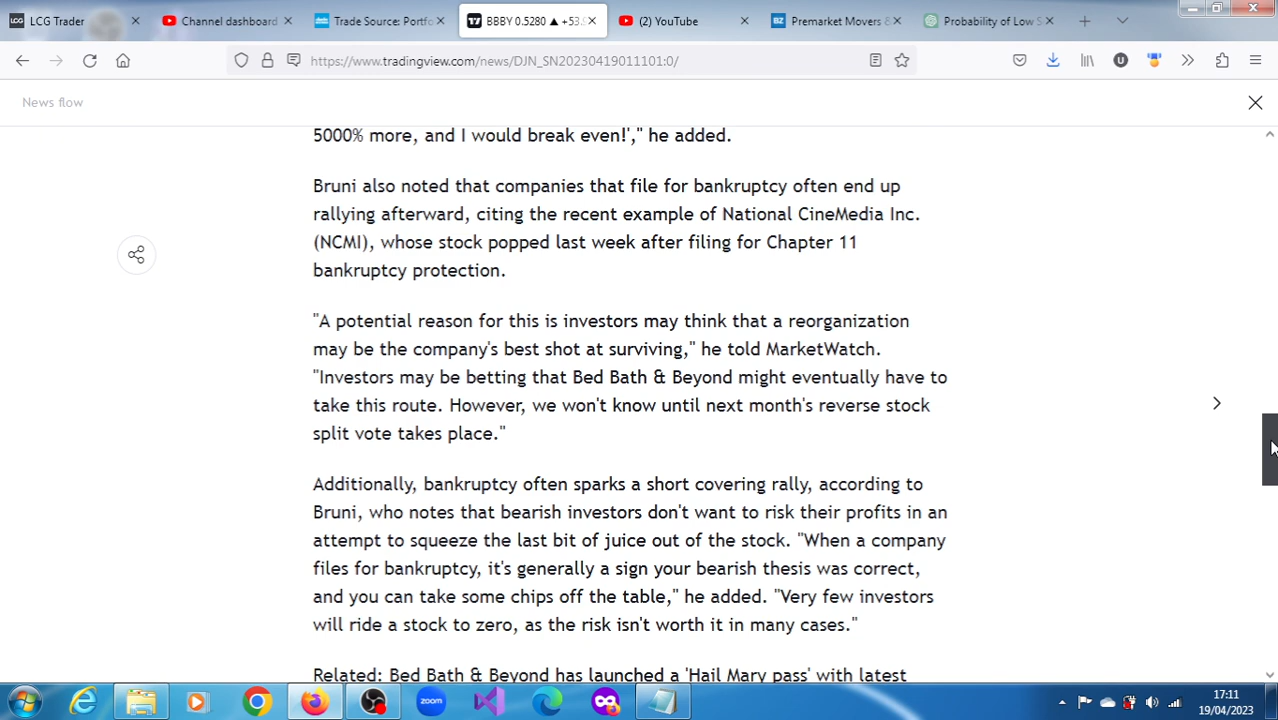 LCG Trader
Channel dashboard
Trade Source: Portfo
BBBY 0.5280 ▲ +53.
(2) YouTube
Premarket Movers &
Probability of Low S
https://www.tradingview.com/news/DJN_SN20230419011101:0/
News flow
5000% more, and I would break even!'," he added.
Bruni also noted that companies that file for bankruptcy often end up
rallying afterward, citing the recent example of National CineMedia Inc.
(NCMI), whose stock popped last week after filing for Chapter 11
bankruptcy protection.
"A potential reason for this is investors may think that a reorganization
may be the company's best shot at surviving," he told MarketWatch.
"Investors may be betting that Bed Bath & Beyond might eventually have to
take this route. However, we won't know until next month's reverse stock
split vote takes place."
Additionally, bankruptcy often sparks a short covering rally, according to
Bruni, who notes that bearish investors don't want to risk their profits in an
attempt to squeeze the last bit of juice out of the stock. "When a company
files for bankruptcy, it's generally a sign your bearish thesis was correct,
and you can take some chips off the table," he added. "Very few investors
will ride a stock to zero, as the risk isn't worth it in many cases."
Related: Bed Bath & Beyond has launched a 'Hail Mary pass' with latest
zoom
17:11
19/04/2023